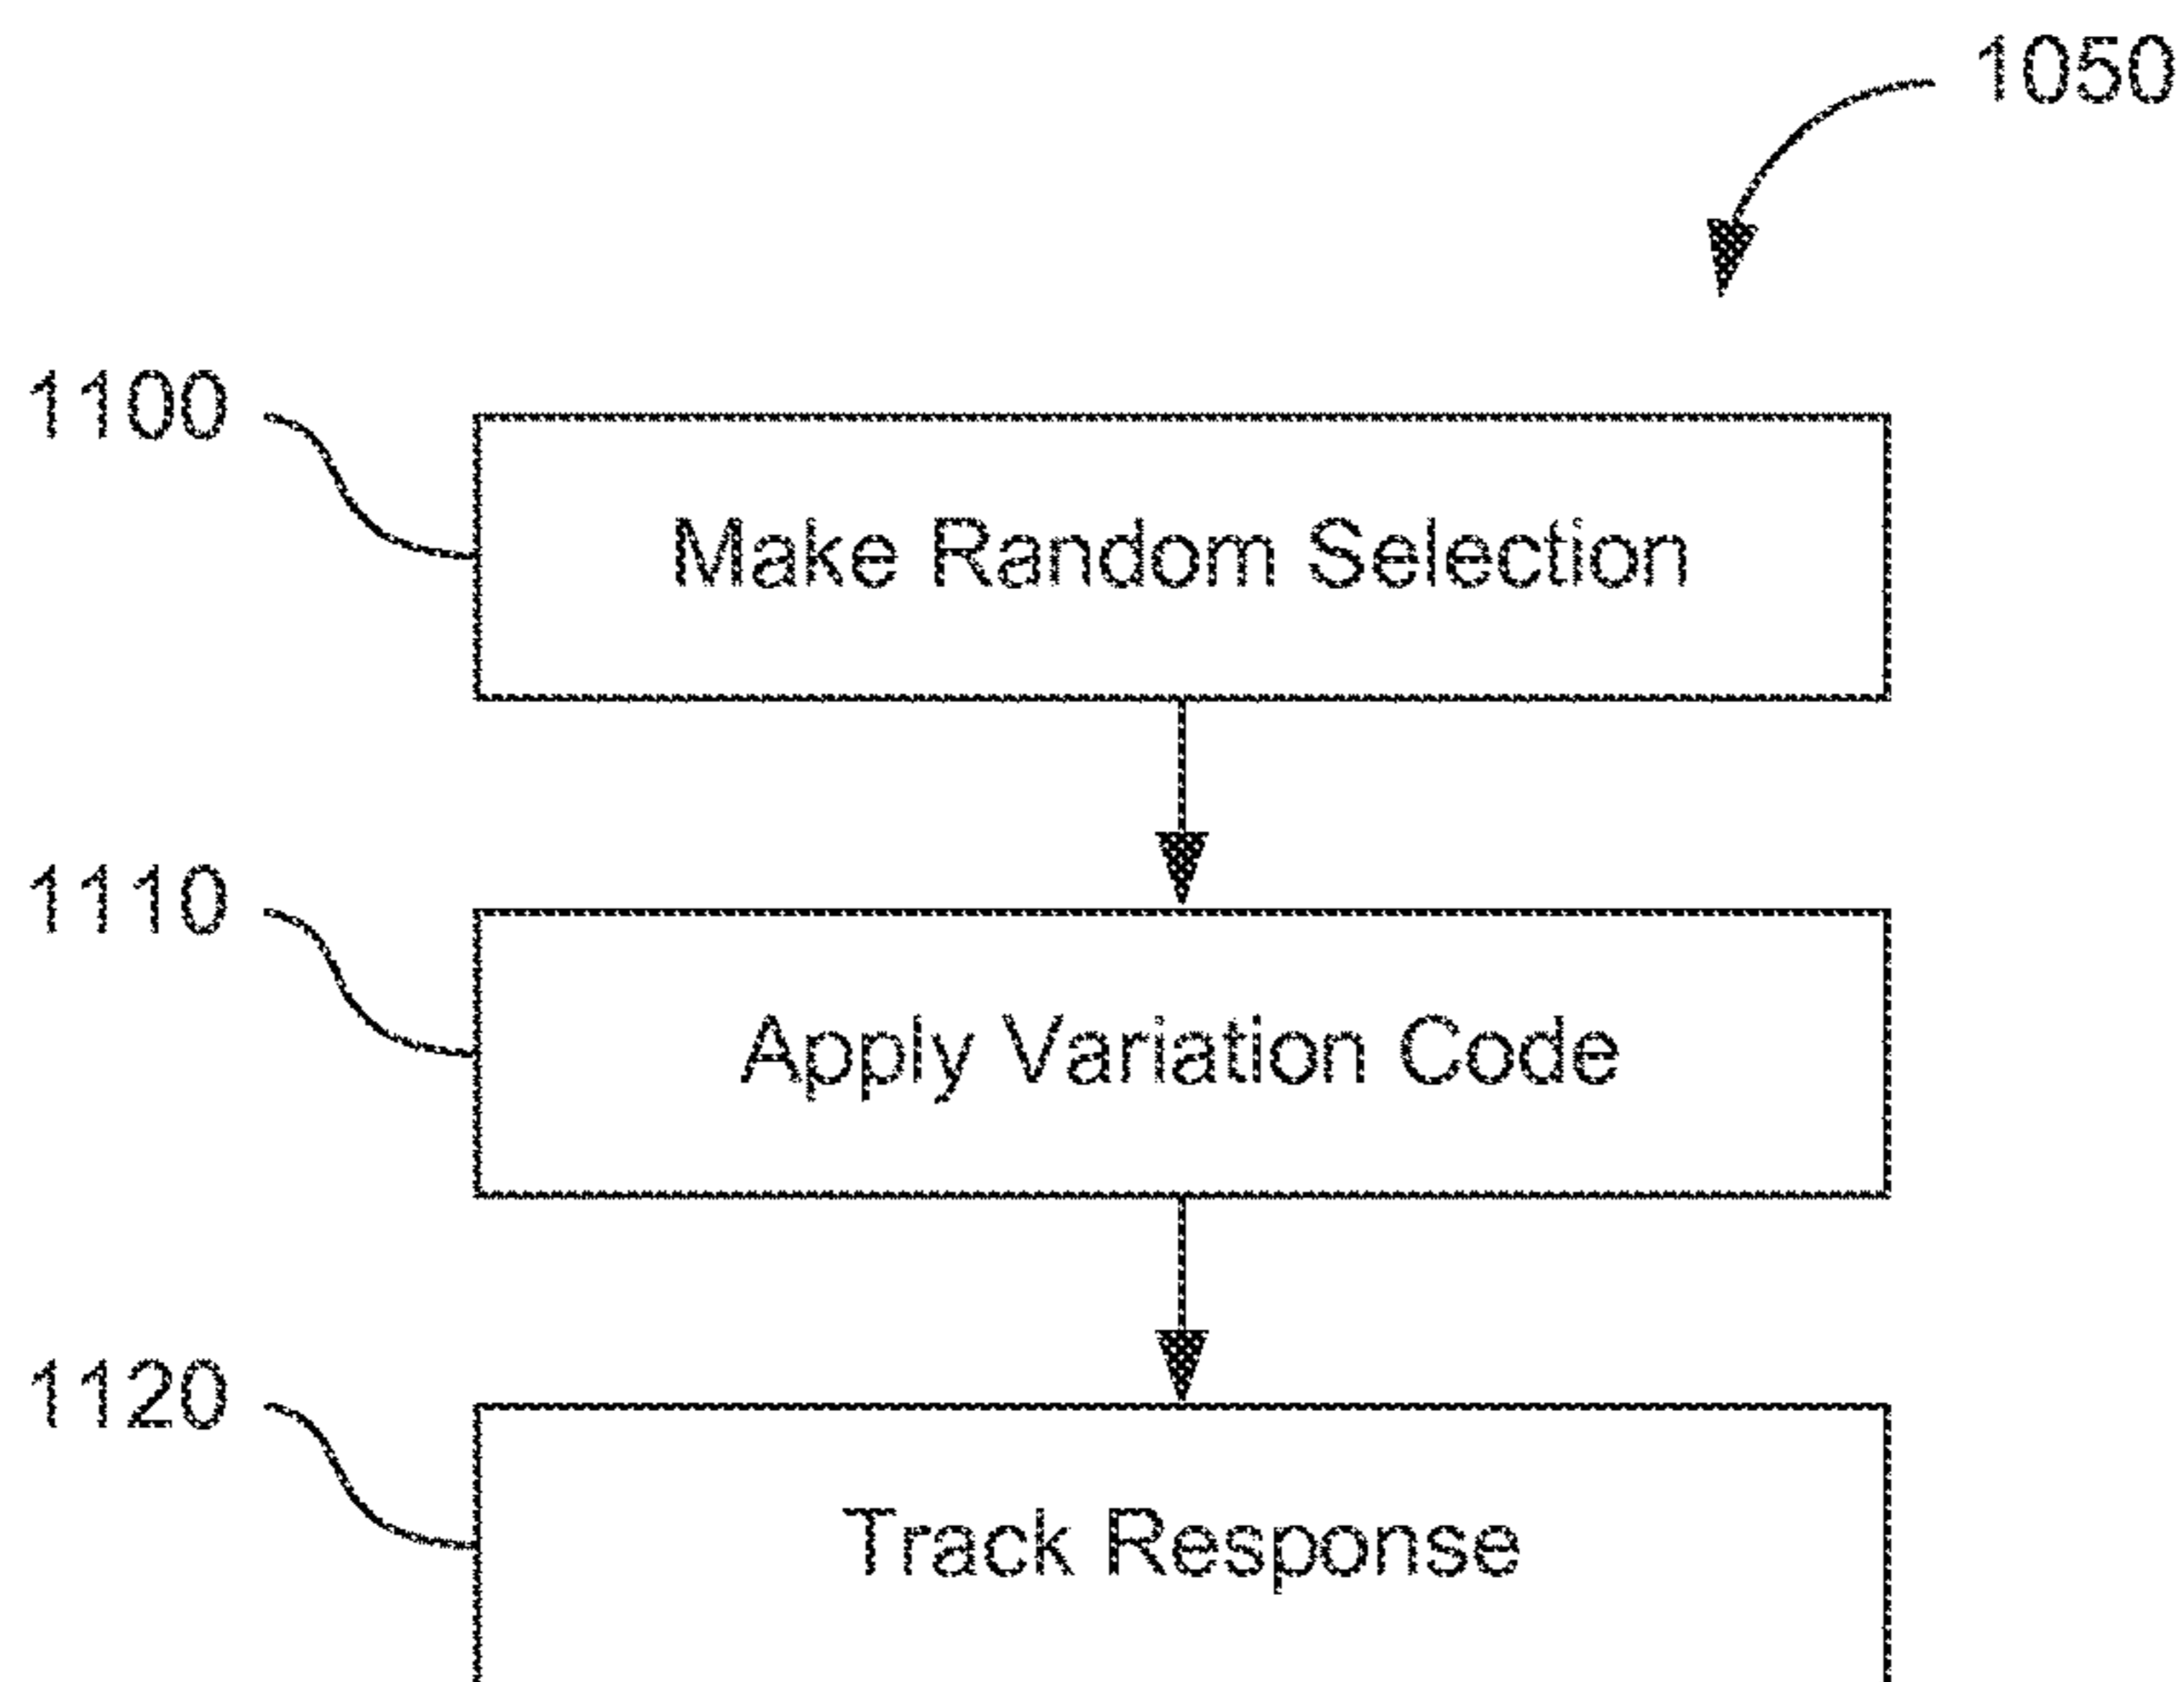 1050
1100
Make Random Selection
1110
Apply Variation Code
1120
Track Response